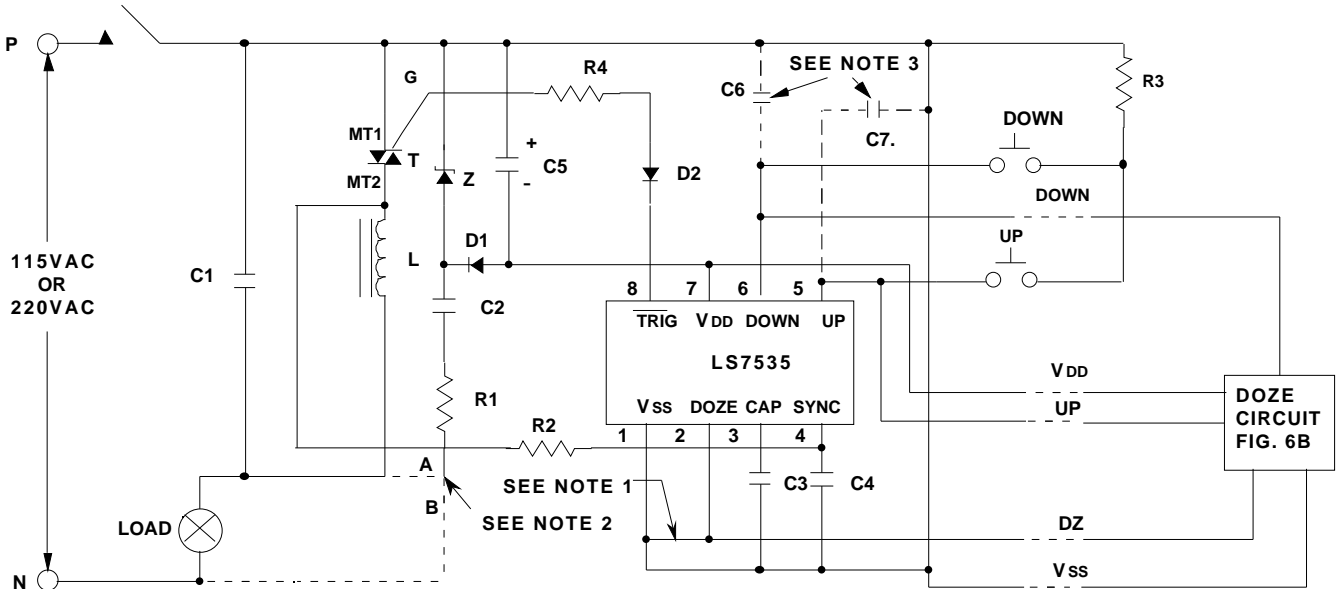 P
SEE NOTE 3
R4
G
C6
R3
C7.
DOWN
MT1
T
+
C5
-
D2
MT2
Z
DOWN
D1
UP
115VAC
OR
220VAC
C1
L
C2
8 7 6 5
TRIG VDD DOWN UP
LS7535
VSS DOZE CAP SYNC
1 2 3 4
R1
R2
VDD
UP
DOZE
CIRCUIT
FIG. 6B
A
B
SEE NOTE 1
SEE NOTE 2
C3
C4
LOAD
DZ
VSS
N